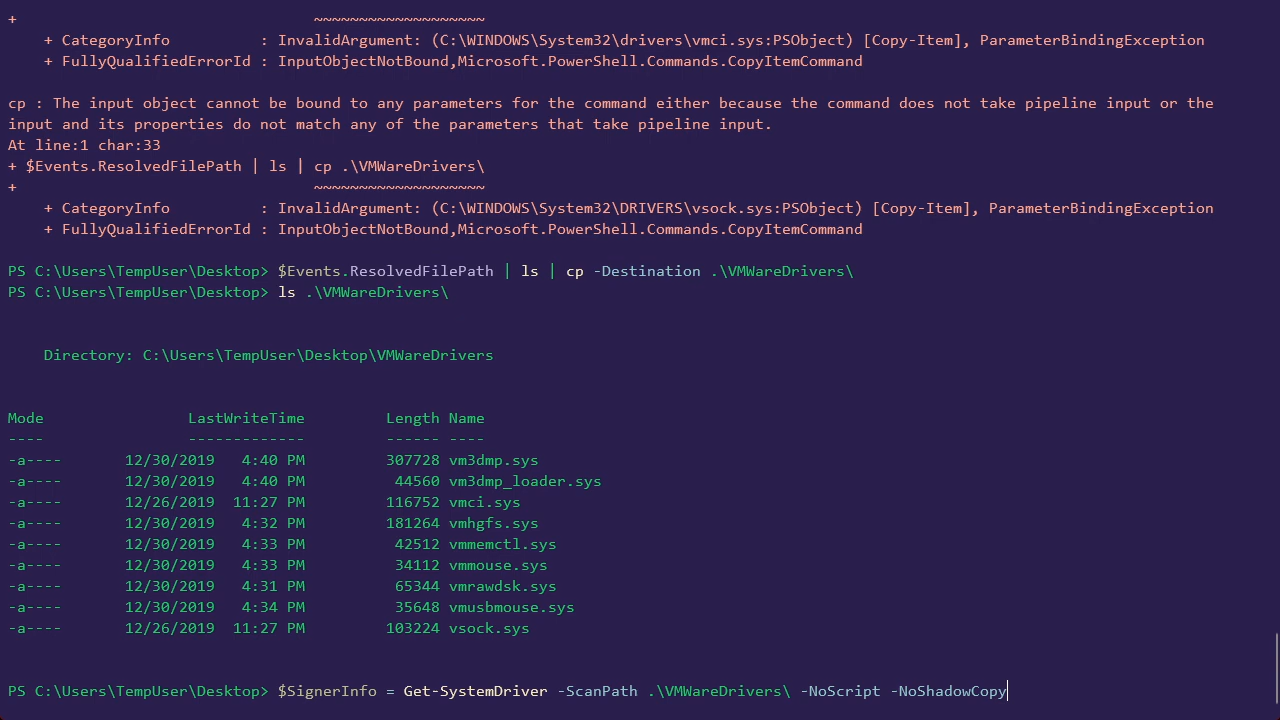 +                                  ~~~~~~~~~~~~~~~~~~~
    + CategoryInfo          : InvalidArgument: (C:\WINDOWS\System32\drivers\vmci.sys:PSObject) [Copy-Item], ParameterBindingException
    + FullyQualifiedErrorId : InputObjectNotBound,Microsoft.PowerShell.Commands.CopyItemCommand

cp : The input object cannot be bound to any parameters for the command either because the command does not take pipeline input or the
input and its properties do not match any of the parameters that take pipeline input.
At line:1 char:33
+ $Events.ResolvedFilePath | ls | cp .\VMWareDrivers\
+                                  ~~~~~~~~~~~~~~~~~~~
    + CategoryInfo          : InvalidArgument: (C:\WINDOWS\System32\DRIVERS\vsock.sys:PSObject) [Copy-Item], ParameterBindingException
    + FullyQualifiedErrorId : InputObjectNotBound,Microsoft.PowerShell.Commands.CopyItemCommand

PS C:\Users\TempUser\Desktop> $Events.ResolvedFilePath | ls | cp -Destination .\VMWareDrivers\
PS C:\Users\TempUser\Desktop> ls .\VMWareDrivers\

    Directory: C:\Users\TempUser\Desktop\VMWareDrivers

Mode                LastWriteTime         Length Name
----                -------------         ------ ----
-a----       12/30/2019   4:40 PM         307728 vm3dmp.sys
-a----       12/30/2019   4:40 PM          44560 vm3dmp_loader.sys
-a----       12/26/2019  11:27 PM         116752 vmci.sys
-a----       12/30/2019   4:32 PM         181264 vmhgfs.sys
-a----       12/30/2019   4:33 PM          42512 vmmemctl.sys
-a----       12/30/2019   4:33 PM          34112 vmmouse.sys
-a----       12/30/2019   4:31 PM          65344 vmrawdsk.sys
-a----       12/30/2019   4:34 PM          35648 vmusbmouse.sys
-a----       12/26/2019  11:27 PM         103224 vsock.sys

PS C:\Users\TempUser\Desktop> $SignerInfo = Get-SystemDriver -ScanPath .\VMWareDrivers\ -NoScript -NoShadowCopy